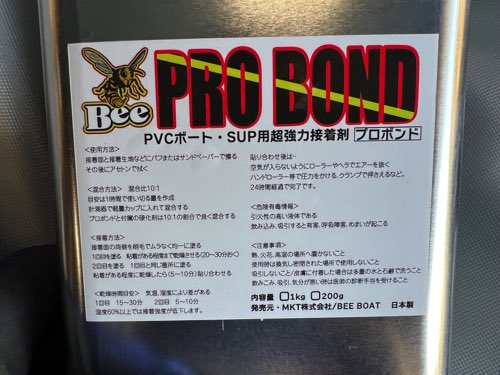 Bee
PRO BOND
PVCボート・SUP用超強力接着剤 プロボンド
<使用方法>
接着面と接着生地などにバフまたはサンドペーパーで擦る
その後にアセトンで拭く
<混合方法> 混合比10:1
目安は1時間で使い切る量を作成
計測器で軽量カップに入れ混合する
プロボンドと付属の硬化剤は10:1の割合で良く混合する
<接着方法>
接着面の両側を刷毛でムラなく均一に塗る
1回目を塗る 粘着がある程度まで乾燥させる(20~30分おく)
2回目を塗る 1回目と同じ箇所に塗る
粘着がある程度に乾燥したら(5~10分)貼り合わせる
<乾燥時間目安> 気温、湿度により差がある
1回目 15~30分 2回目 5~10分
湿度60%以上では接着強度が低下します。
貼り合わせ後は…
空気が入らないようにローラーやヘラでエアーを抜く
ハンドローラー等で圧力をかける、クランプで押さえるなど。
24時間経過で完了です。
<危険有毒情報>
引火性の高い液体である
飲み込み、吸引すると有害、呼吸障害、めまいが起こる
<注意事項>
熱、火花、高温の場所へ置かないこと
使用時は換気し密閉された場所で使用しないこと
吸引しないこと/皮膚に付着した場合は多量の水と石鹸で洗うこと
飲みこみ、吸引、気分が悪い時は医師の診断手当を受けること
内容量 □1kg □200g
発売元・MKT株式会社/BEE BOAT 日本製